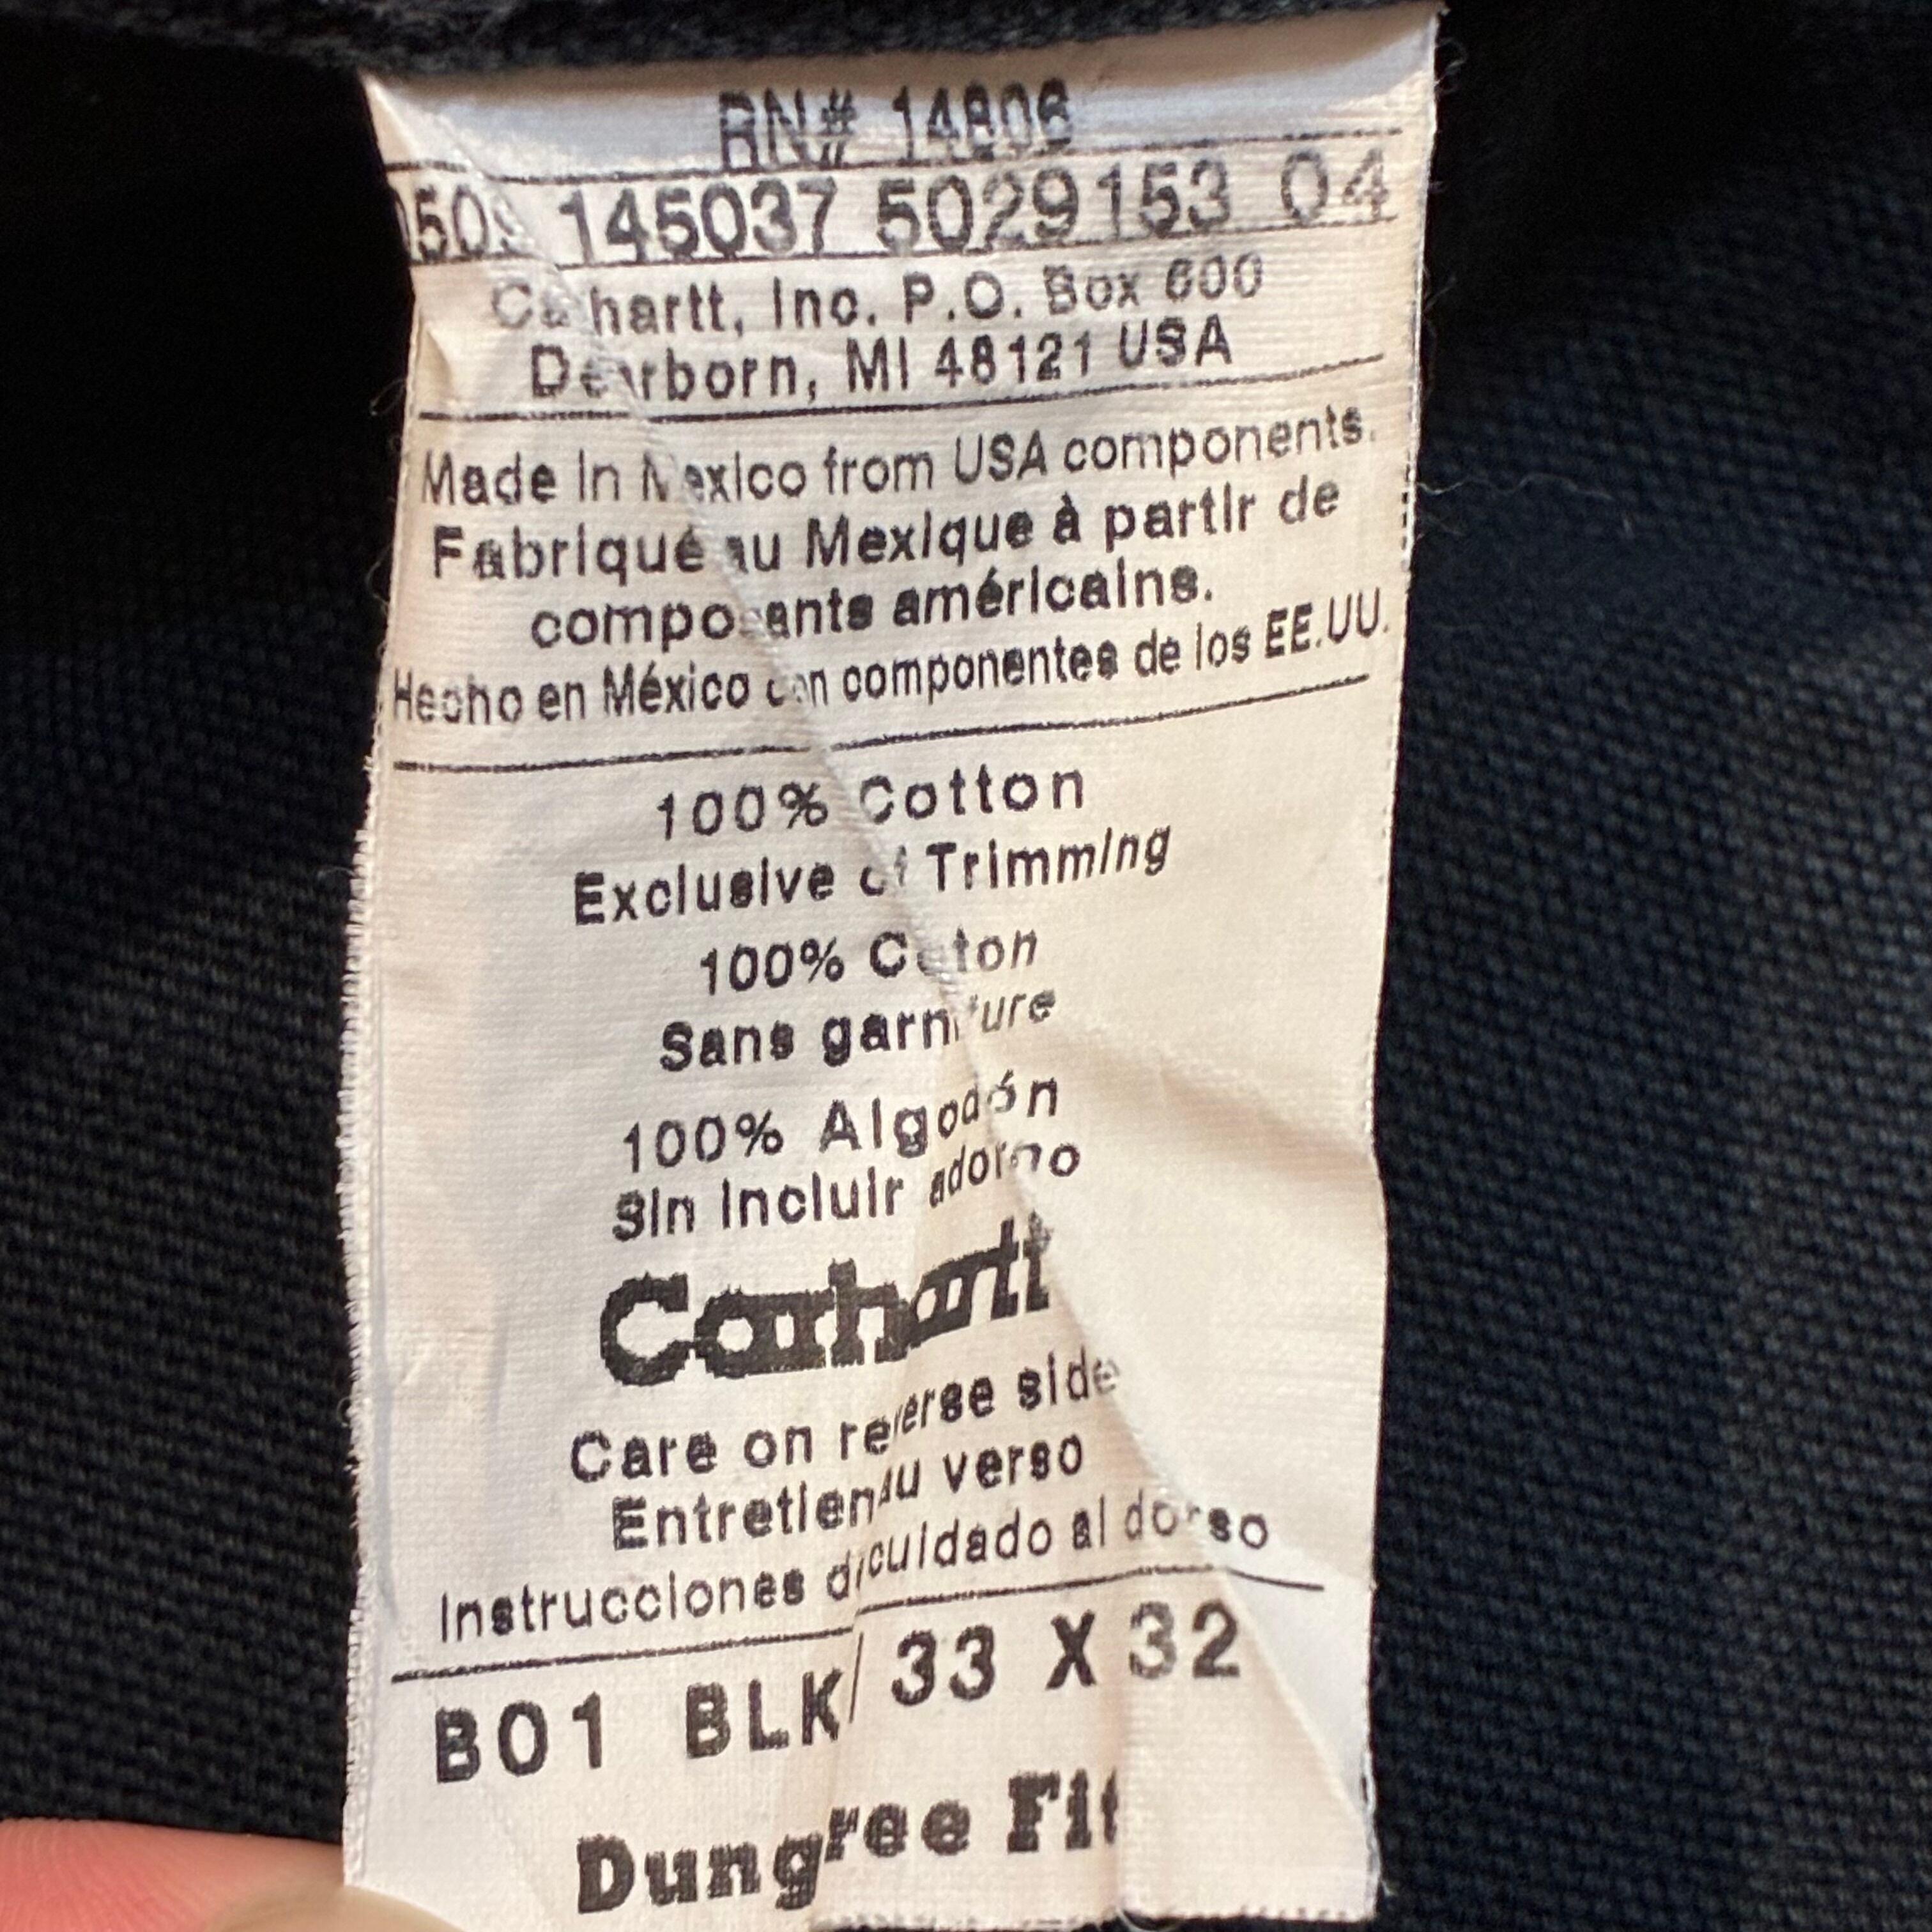 RN# 14806
0509 145037 5029153 04
Carhartt, Inc. P.O. Box 600
Dearborn, MI 48121 USA
Made in Mexico from USA components.
Fabriqué au Mexique à partir de
composants américains.
Hecho en México con componentes de los EE.UU.
100% Cotton
Exclusive of Trimming
100% Coton
Sans garniture
100% Algodón
Sin incluir adorno
Carhartt
Care on reverse side
Entretien au verso
Instrucciones de cuidado al dorso
B01 BLK 33 X 32
Dungree Fit